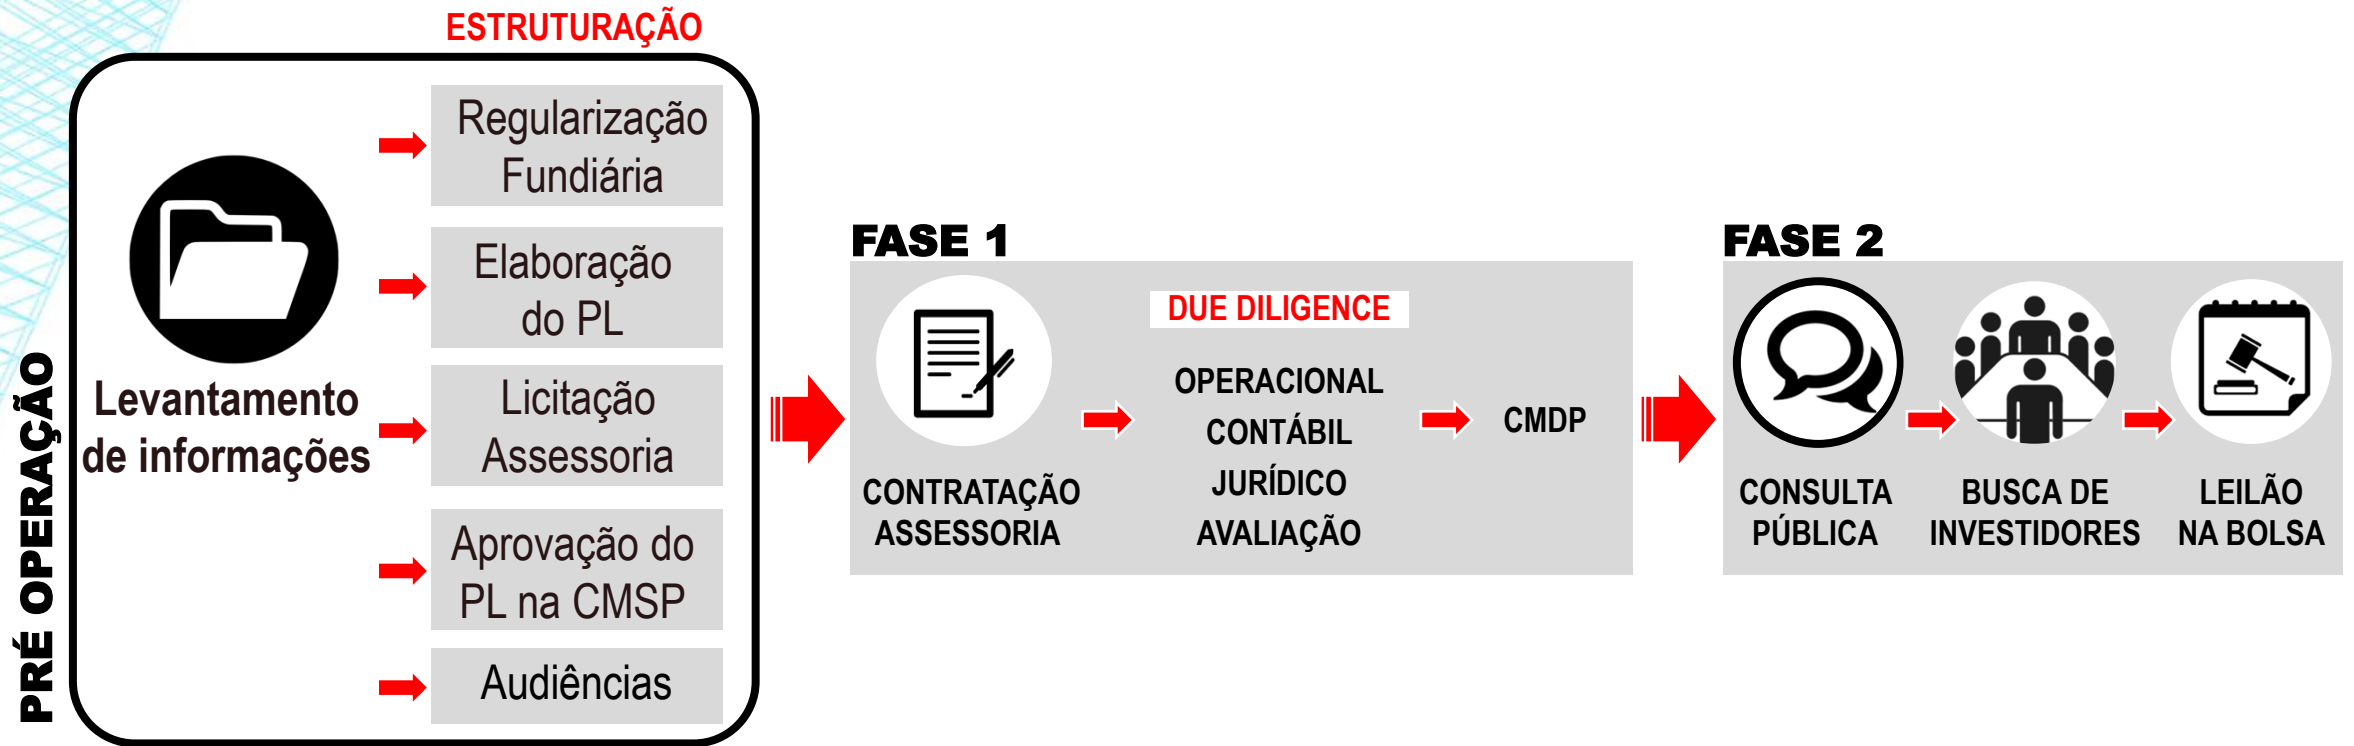 PRÉ OPERAÇÃO
ESTRUTURAÇÃO
Levantamento
de informações
Regularização
Fundiária
Elaboração
do PL
Licitação
Assessoria
Aprovação do
PL na CMSP
Audiências
FASE 1
CONTRATAÇÃO
ASSESSORIA
DUE DILIGENCE
OPERACIONAL
CONTÁBIL
JURÍDICO
AVALIAÇÃO
CMDP
FASE 2
CONSULTA
PÚBLICA
BUSCA DE
INVESTIDORES
LEILÃO
NA BOLSA